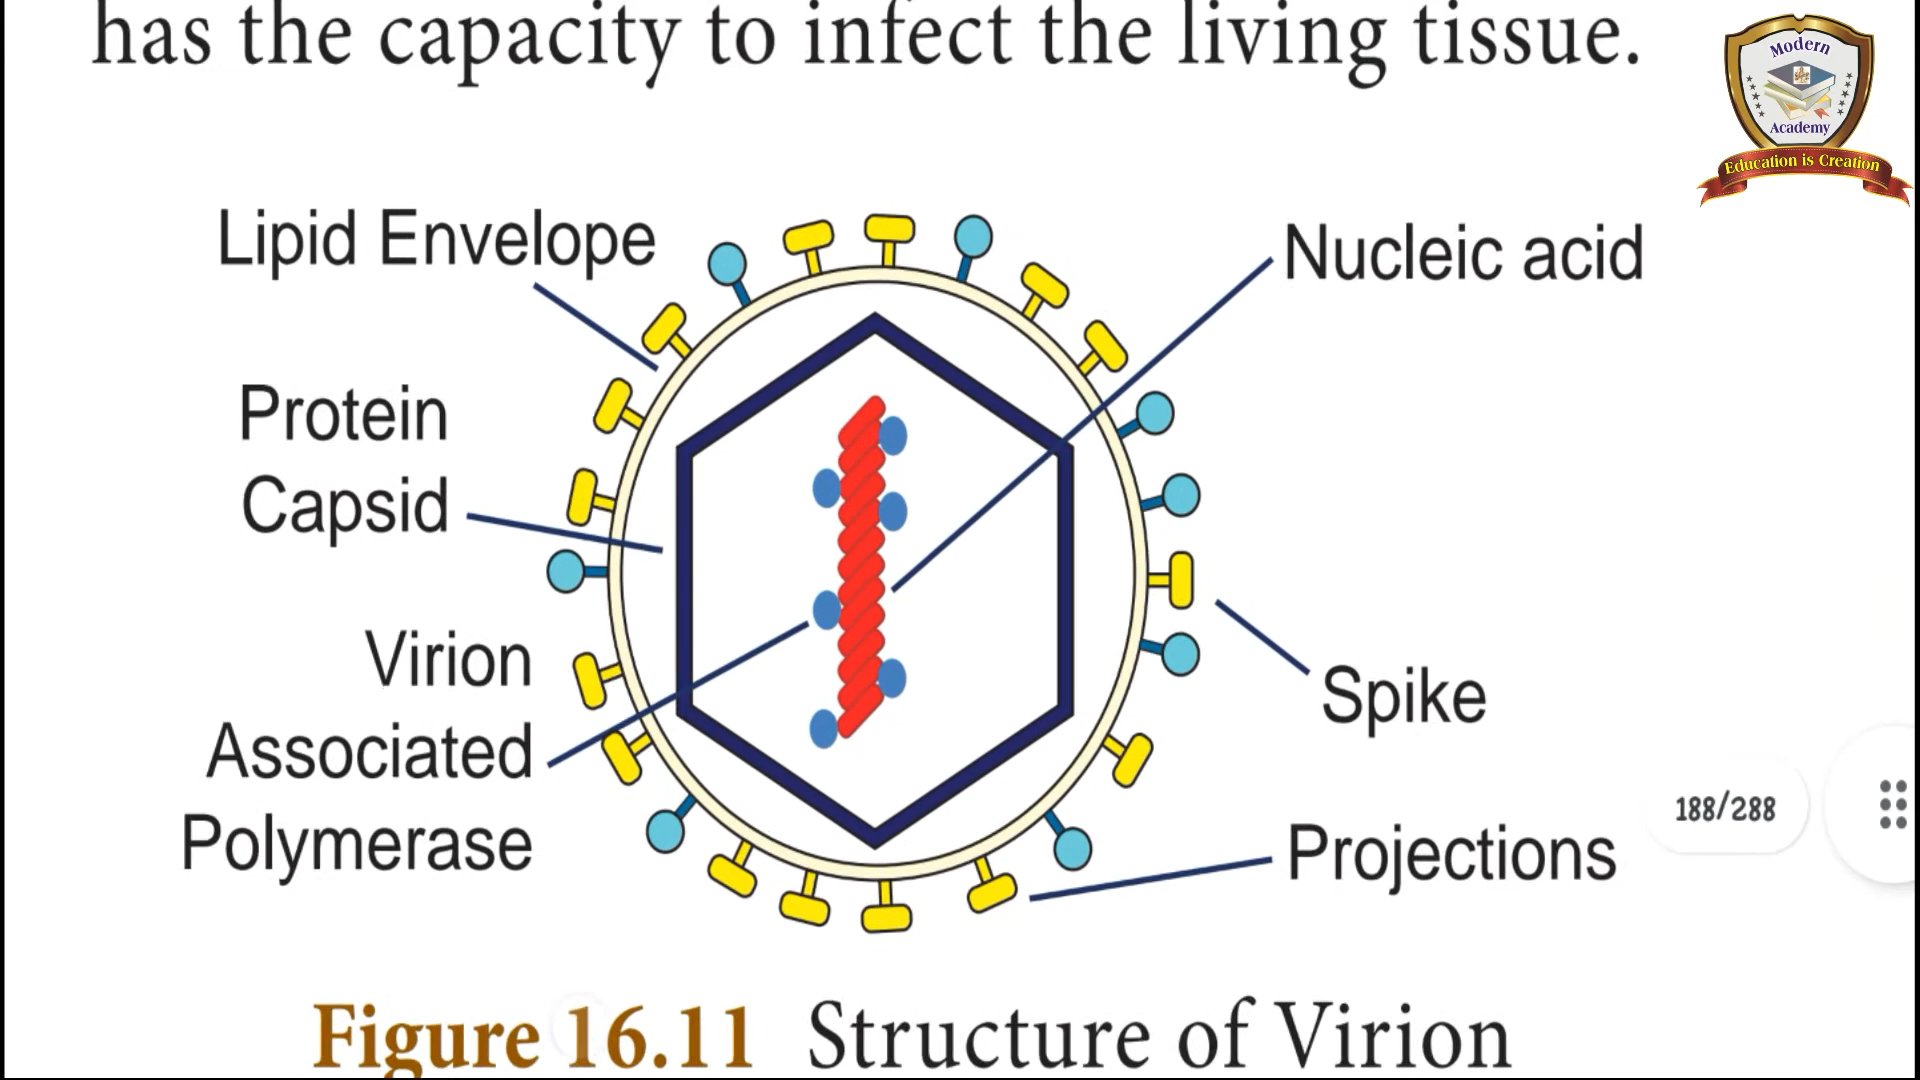 has the capacity to infect the living tissue.
Modern
Academy
Education is Creation
Lipid Envelope
Nucleic acid
Protein
Capsid
Virion
Associated
Polymerase
Spike
188/288
Projections
Figure 16.11 Structure of Virion